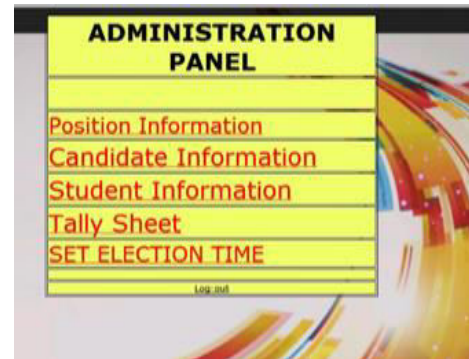 ADMINISTRATION
PANEL
Position Information
Candidate Information
Student Information
Tally Sheet
SET ELECTION TIME
Log-out